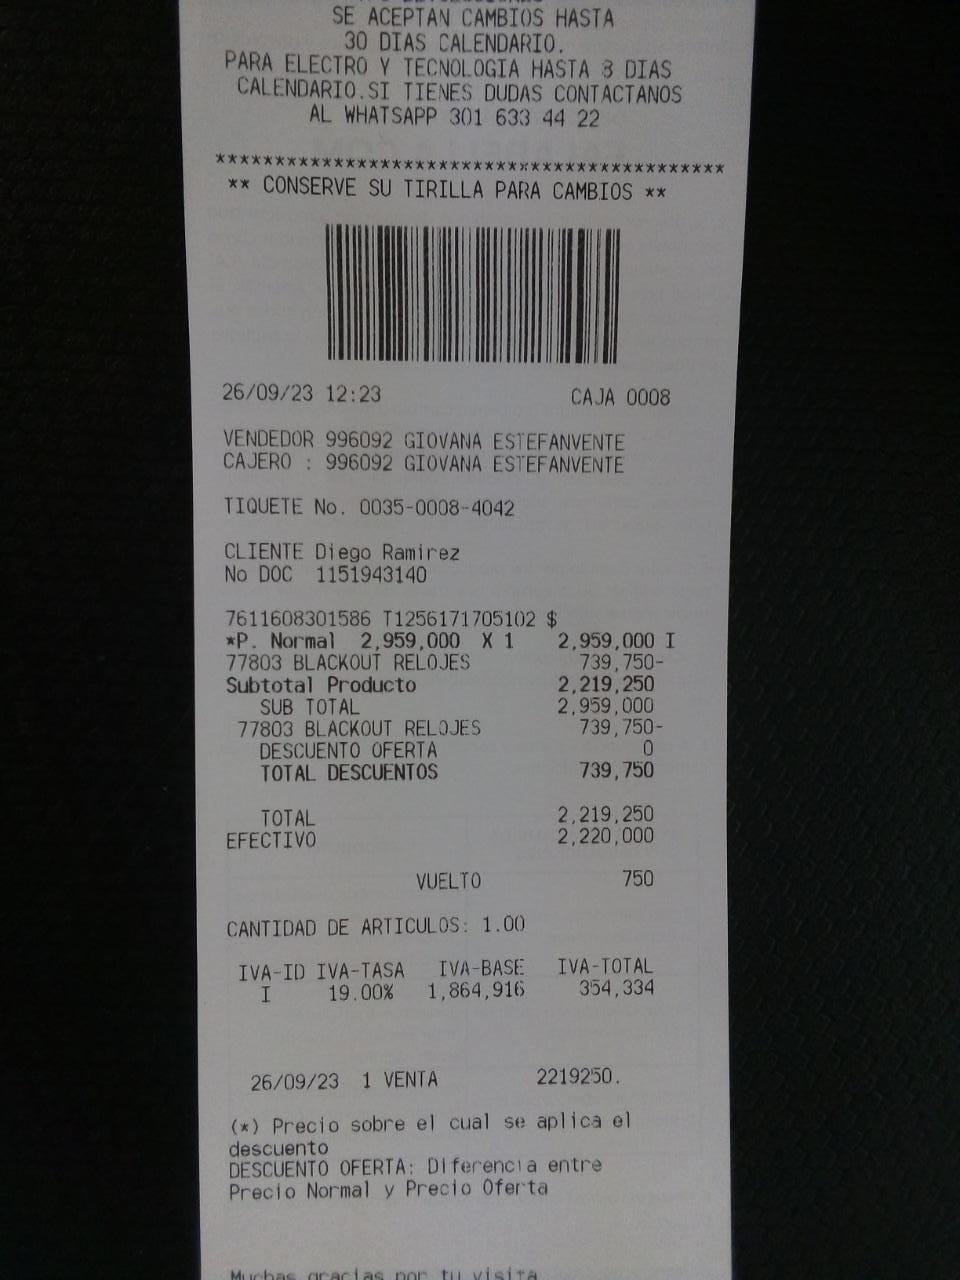 SE ACEPTAN CAMBIOS HASTA
30 DIAS CALENDARIO.
PARA ELECTRO Y TECNOLOGIA HASTA 8 DIAS
CALENDARIO.SI TIENES DUDAS CONTACTANOS
AL WHATSAPP 301 633 44 22
*******************************************
** CONSERVE SU TIRILLA PARA CAMBIOS **
26/09/23 12:23 CAJA 0008
VENDEDOR 996092 GIOVANA ESTEFANVENTE
CAJERO : 996092 GIOVANA ESTEFANVENTE
TIQUETE No. 0035-0008-4042
CLIENTE Diego Ramirez
No DOC 1151943140
7611608301586 T1256171705102 $
*P. Normal 2,959,000 X 1 2,959,000 I
77803 BLACKOUT RELOJES 739,750-
Subtotal Producto 2,219,250
SUB TOTAL 2,959,000
77803 BLACKOUT RELOJES 739,750-
DESCUENTO OFERTA 0
TOTAL DESCUENTOS 739,750
TOTAL 2,219,250
EFECTIVO 2,220,000
VUELTO 750
CANTIDAD DE ARTICULOS: 1.00
IVA-ID IVA-TASA IVA-BASE IVA-TOTAL
I 19.00% 1,864,916 354,334
26/09/23 1 VENTA 2219250.
(*) Precio sobre el cual se aplica el
descuento
DESCUENTO OFERTA: Diferencia entre
Precio Normal y Precio Oferta
Muchas gracias por tu visita